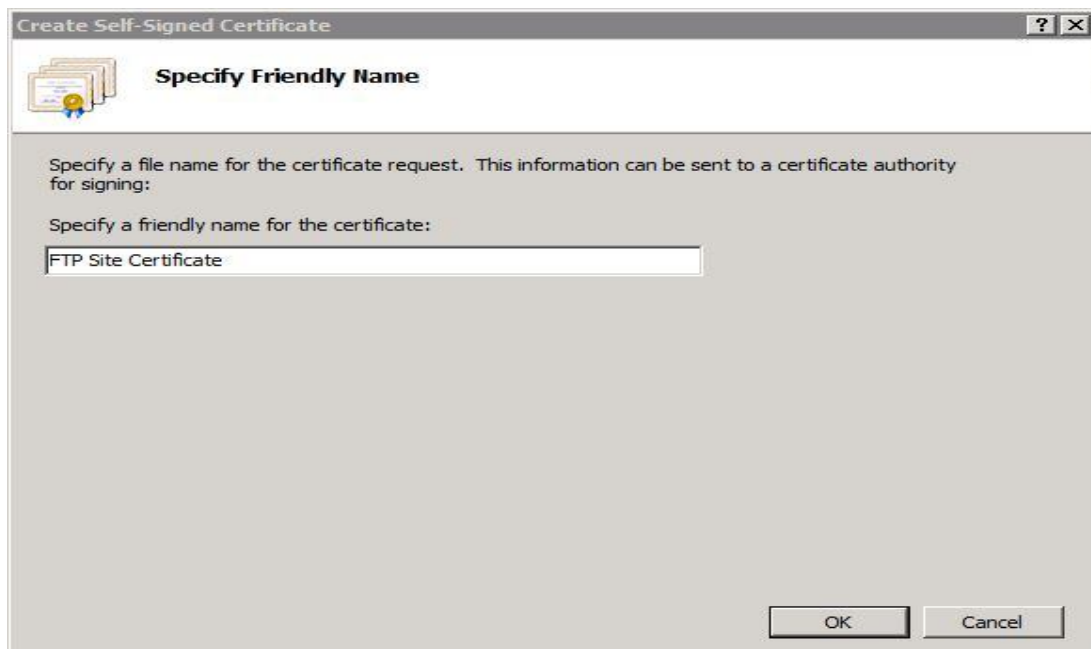 Create Self-Signed Certificate
Specify Friendly Name
Specify a file name for the certificate request.  This information can be sent to a certificate authority
for signing:
Specify a friendly name for the certificate:
FTP Site Certificate
OK
Cancel